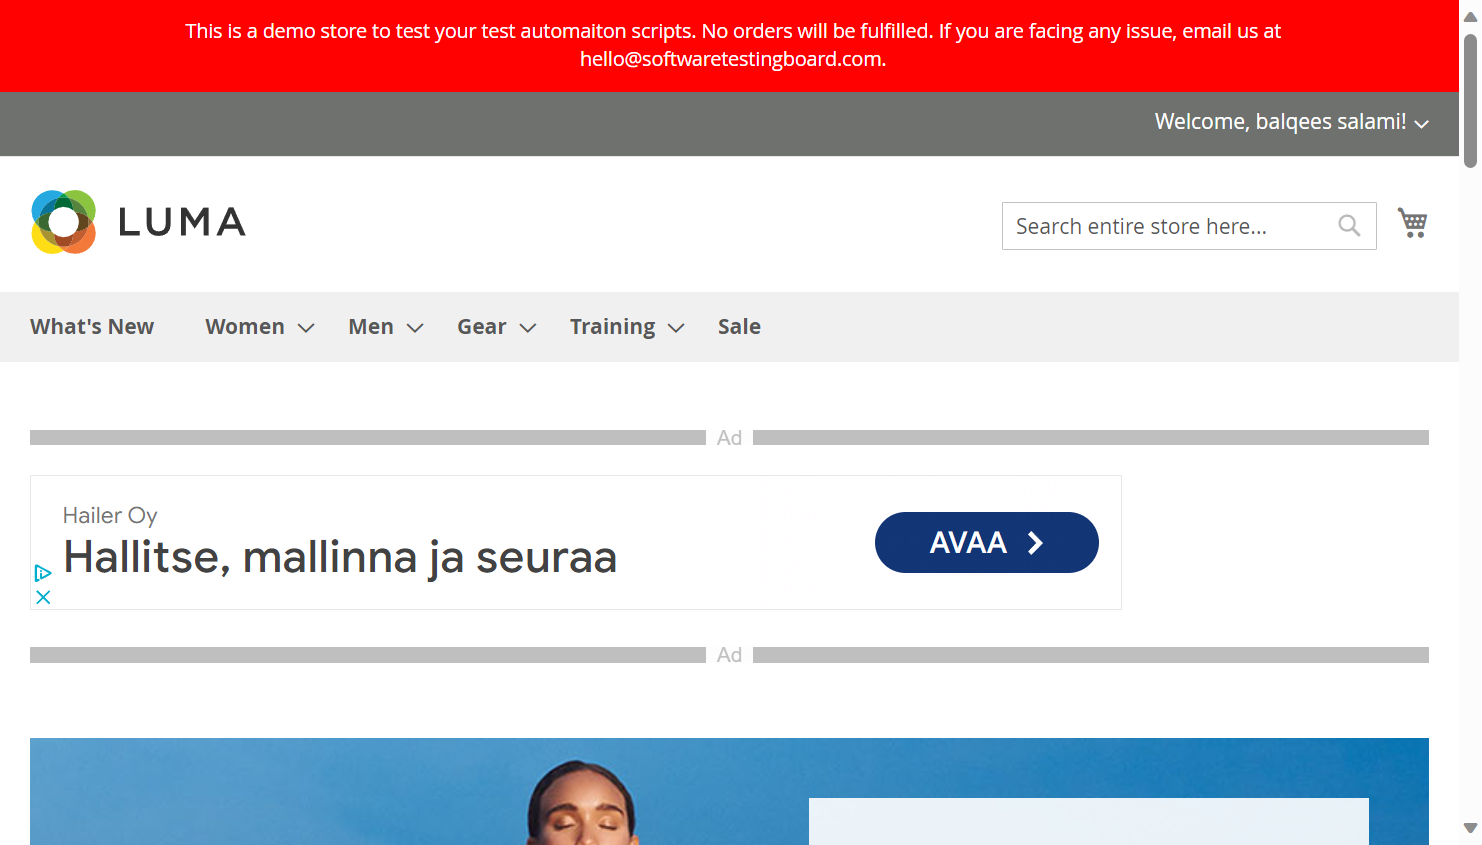 This is a demo store to test your test automaiton scripts. No orders will be fulfilled. If you are facing any issue, email us at
hello@softwaretestingboard.com.
Welcome, balqees salami!
LUMA
Search entire store here...
What's New
Women
Men
Gear
Training
Sale
Ad
Hailer Oy
Hallitse, mallinna ja seuraa
AVAA
Ad